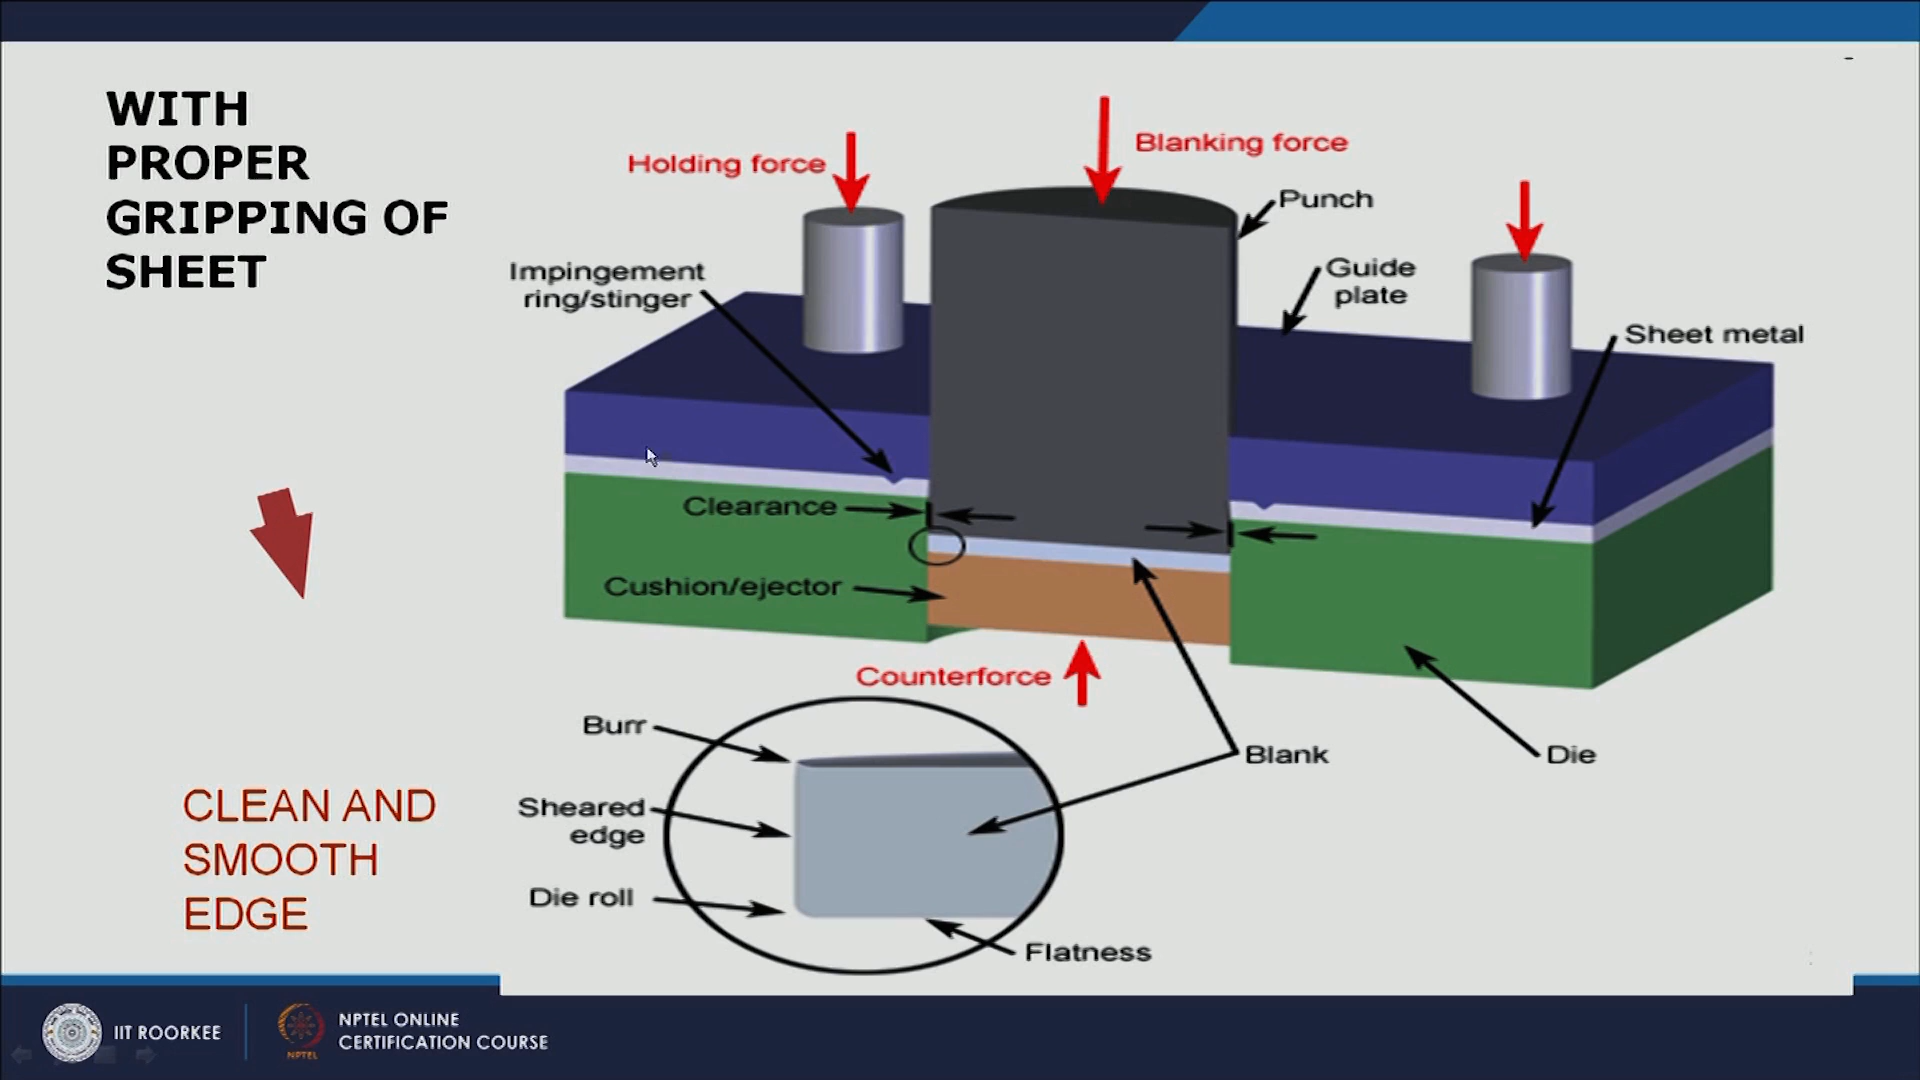 WITH
PROPER
GRIPPING OF
SHEET
Holding force
Blanking force
Punch
Guide
plate
Impingement
ring/stinger
Sheet metal
Clearance
Cushion/ejector
Counterforce
Burr
Blank
Die
Sheared
edge
Die roll
Flatness
CLEAN AND
SMOOTH
EDGE
IIT ROORKEE
NPTEL
NPTEL ONLINE
CERTIFICATION COURSE